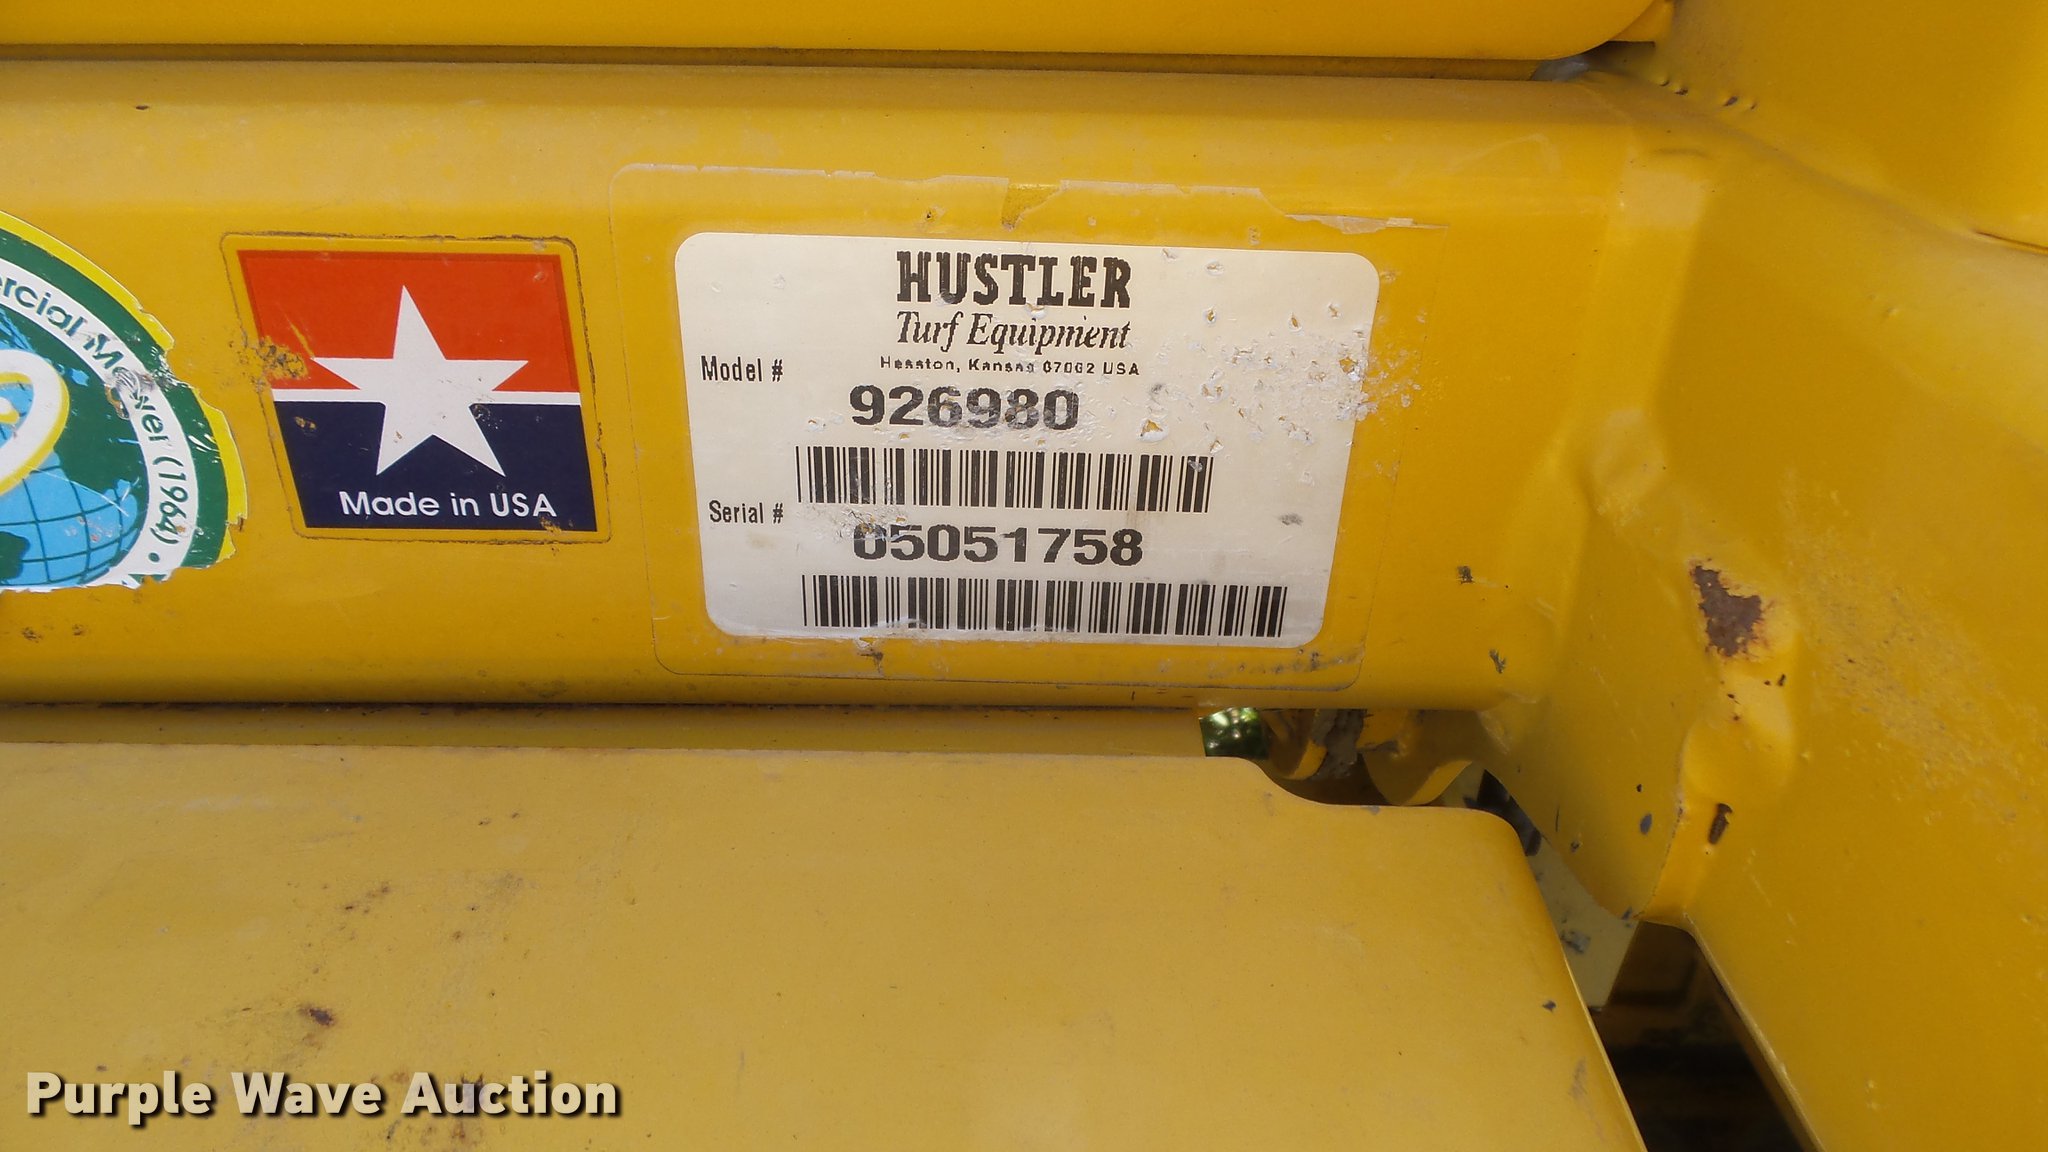 HUSTLER
Turf Equipment
Hesston, Kansas 67062 USA
Model #
926980
Serial #
05051758
Made in USA
ercial Mower (1964) •
Purple Wave Auction